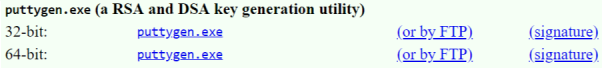 puttygen.exe (a RSA and DSA key generation utility)
32-bit: puttygen.exe (or by FTP) (signature)
64-bit: puttygen.exe (or by FTP) (signature)